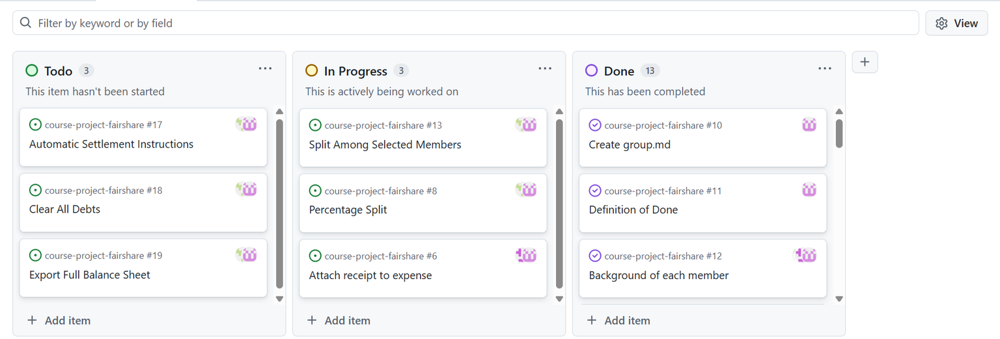 Filter by keyword or by field
View
Todo 3
This item hasn't been started
course-project-fairshare #17
Automatic Settlement Instructions
course-project-fairshare #18
Clear All Debts
course-project-fairshare #19
Export Full Balance Sheet
Add item
In Progress 3
This is actively being worked on
course-project-fairshare #13
Split Among Selected Members
course-project-fairshare #8
Percentage Split
course-project-fairshare #6
Attach receipt to expense
Add item
Done 13
This has been completed
course-project-fairshare #10
Create group.md
course-project-fairshare #11
Definition of Done
course-project-fairshare #12
Background of each member
Add item